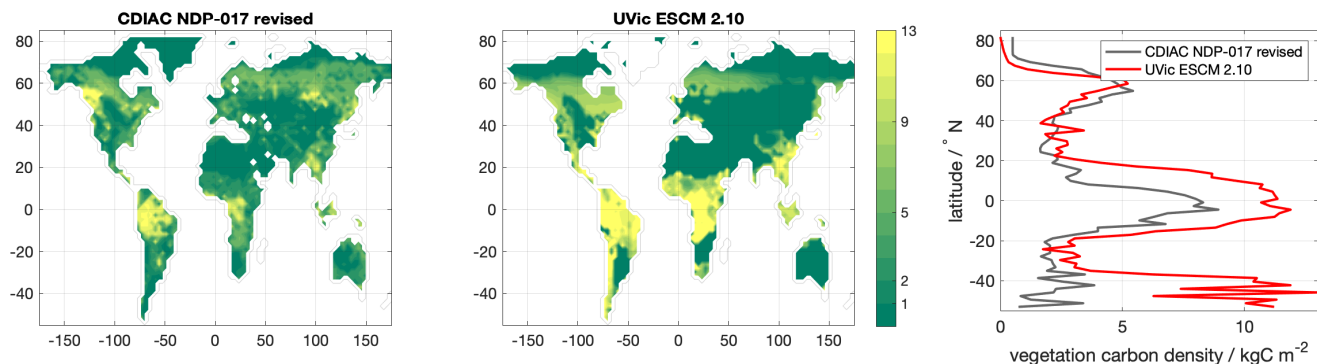 CDIAC NDP-017 revised
80
60
40
20
0
-20
-40
-150 -100 -50 0 50 100 150
UVic ESCM 2.10
80
60
40
20
0
-20
-40
-150 -100 -50 0 50 100 150
13
9
5
2
1
CDIAC NDP-017 revised
UVic ESCM 2.10
latitude / ° N
80
60
40
20
0
-20
-40
0 5 10
vegetation carbon density / kgC m⁻²